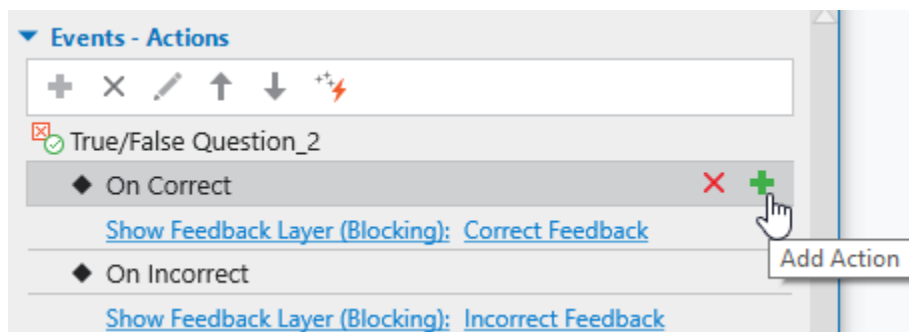 Events - Actions
True/False Question_2
On Correct
Show Feedback Layer (Blocking): Correct Feedback
Add Action
On Incorrect
Show Feedback Layer (Blocking): Incorrect Feedback